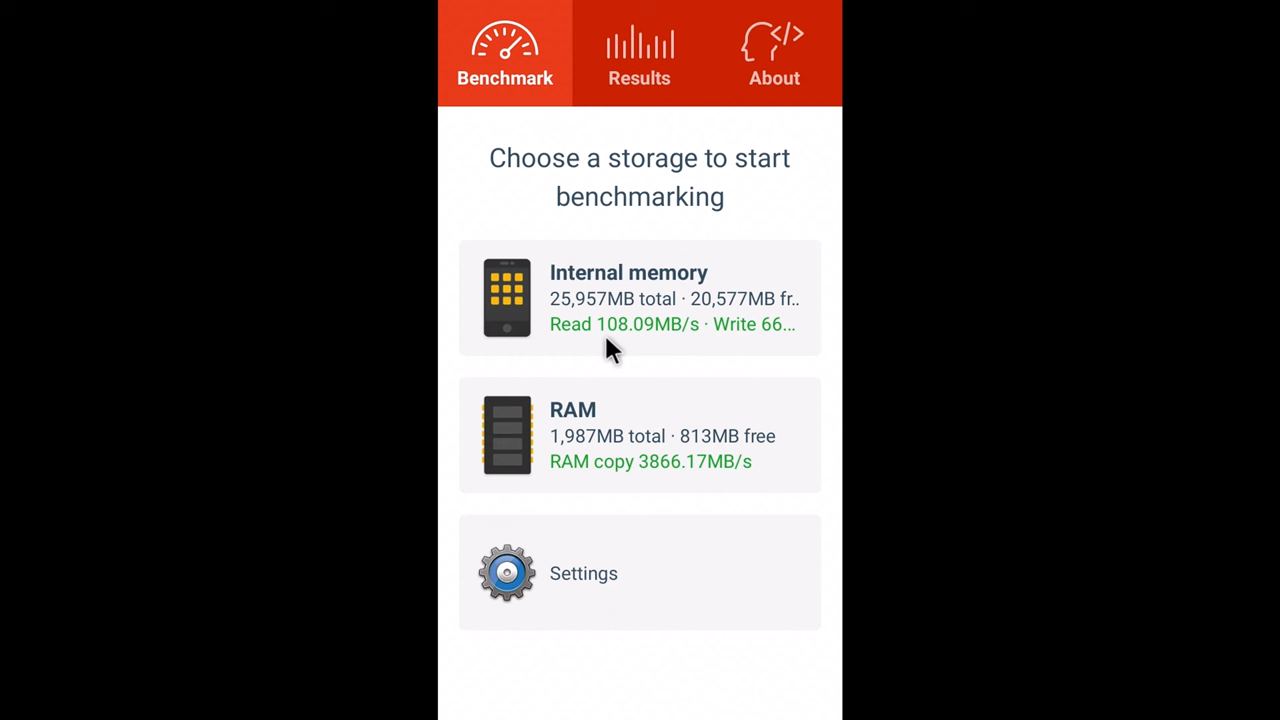 Benchmark
Results
About
Choose a storage to start
benchmarking
Internal memory
25,957MB total · 20,577MB fr..
Read 108.09MB/s · Write 66...
RAM
1,987MB total · 813MB free
RAM copy 3866.17MB/s
Settings